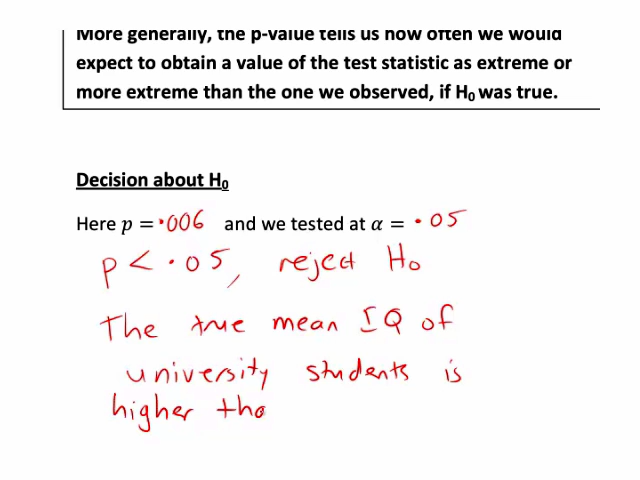 More generally, the p-value tells us how often we would
expect to obtain a value of the test statistic as extreme or
more extreme than the one we observed, if H₀ was true.
Decision about H₀
Here p = .006 and we tested at α = .05
p < .05, reject H₀
The true mean IQ of
university students is
higher tha